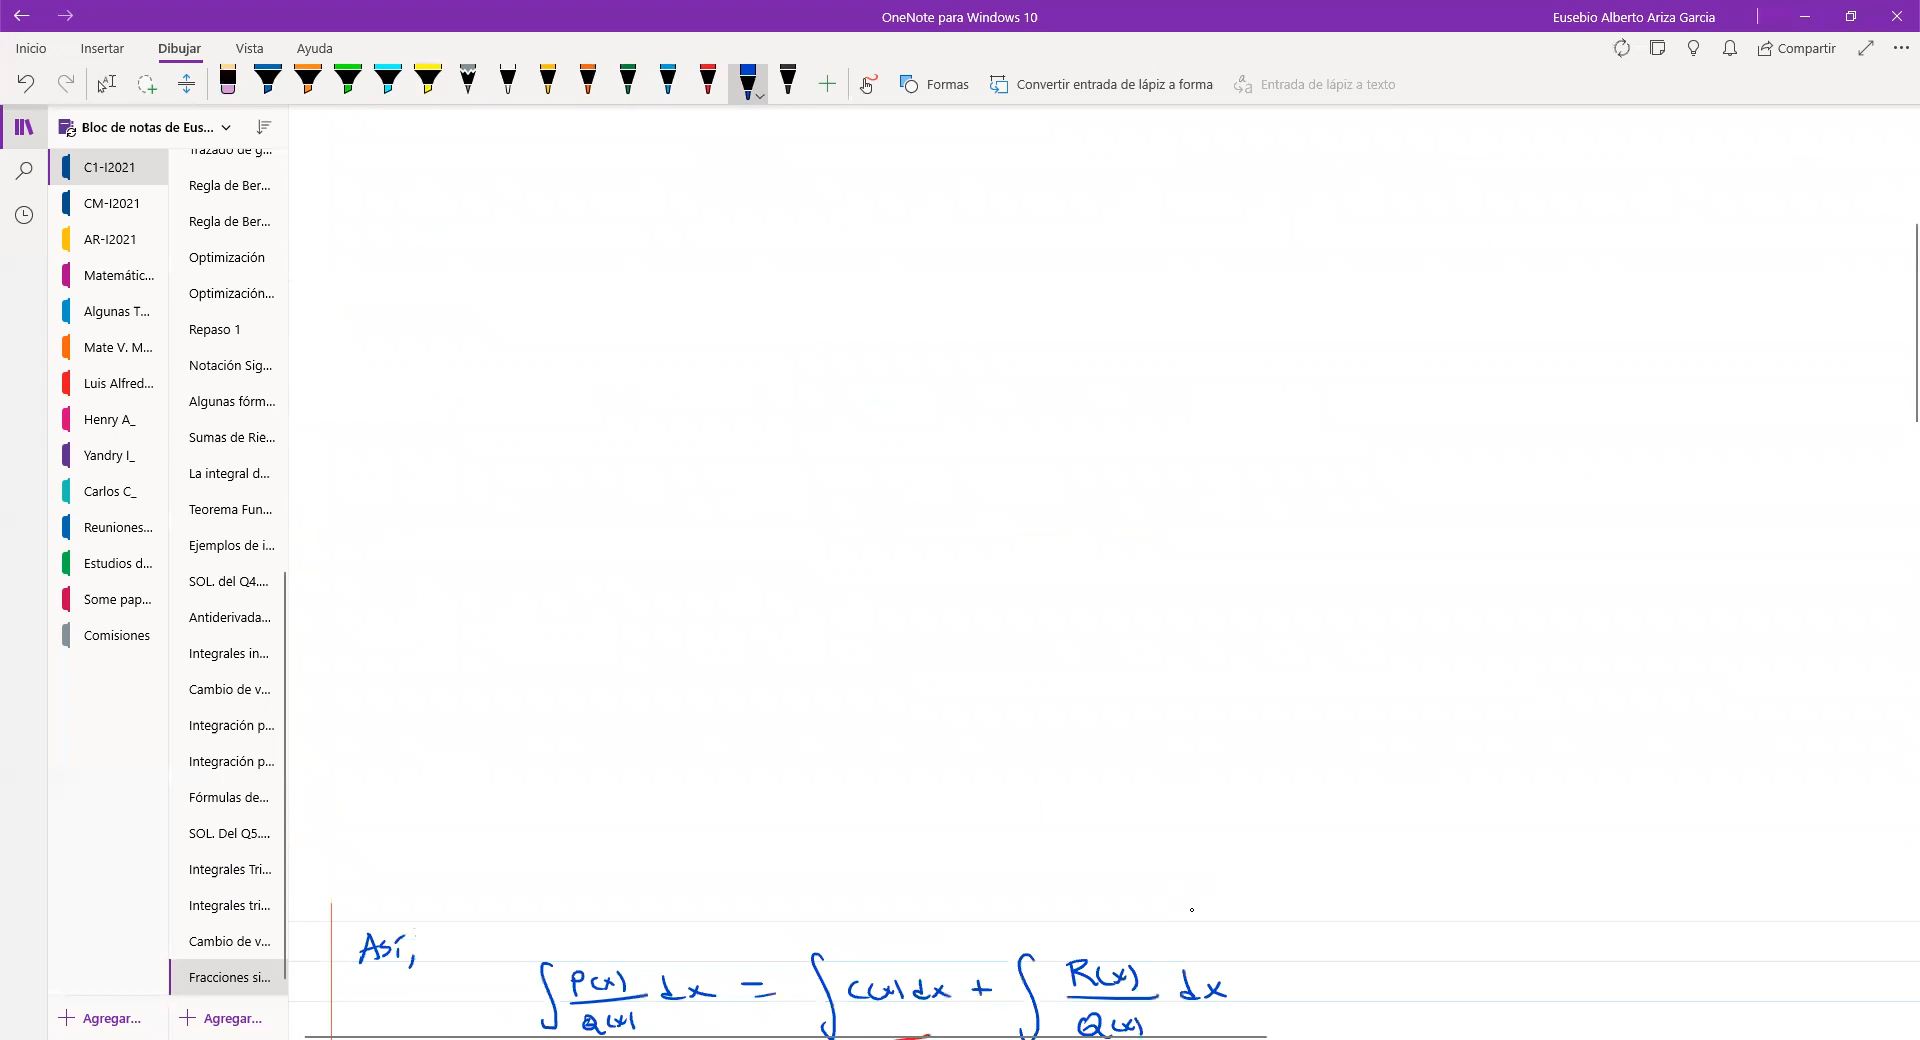 OneNote para Windows 10
Eusebio Alberto Ariza Garcia
Inicio
Insertar
Dibujar
Vista
Ayuda
Compartir
Formas
Convertir entrada de lápiz a forma
Entrada de lápiz a texto
Bloc de notas de Eus...
C1-I2021
CM-I2021
AR-I2021
Matemátic...
Algunas T...
Mate V. M...
Luis Alfred...
Henry A_
Yandry I_
Carlos C_
Reuniones...
Estudios d...
Some pap...
Comisiones
Agregar...
Trazado de g...
Regla de Ber...
Regla de Ber...
Optimización
Optimización...
Repaso 1
Notación Sig...
Algunas fórm...
Sumas de Rie...
La integral d...
Teorema Fun...
Ejemplos de i...
SOL. del Q4....
Antiderivada...
Integrales in...
Cambio de v...
Integración p...
Integración p...
Fórmulas de...
SOL. Del Q5....
Integrales Tri...
Integrales tri...
Cambio de v...
Fracciones si...
Agregar...
Así,
∫ P(x)/Q(x) dx = ∫ C(x) dx + ∫ R(x)/Q(x) dx